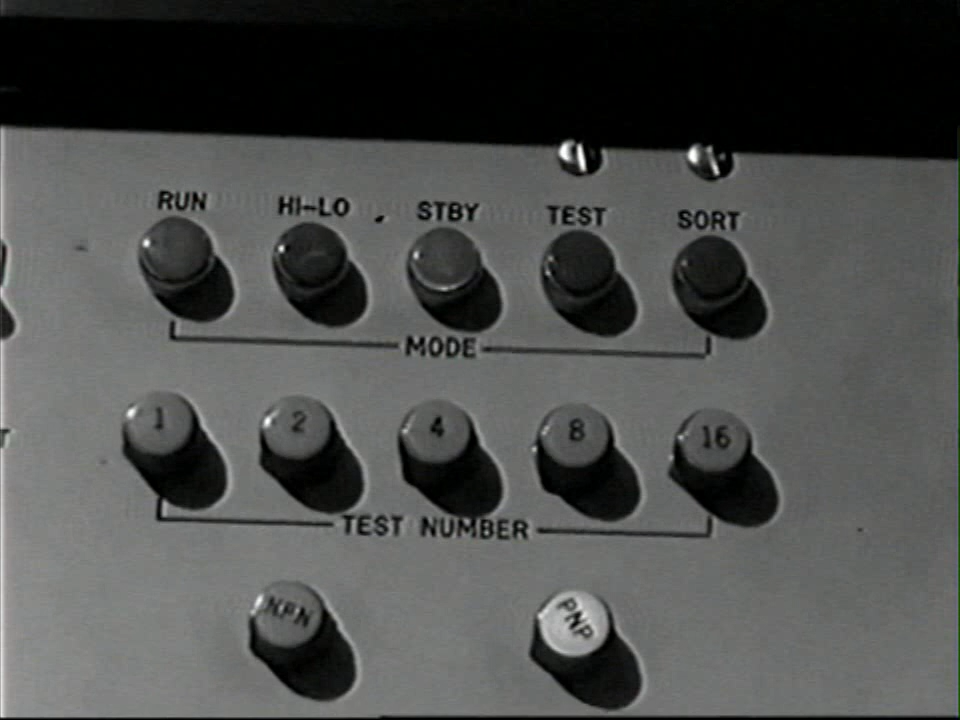 RUN HI-LO STBY TEST SORT
MODE
1 2 4 8 16
TEST NUMBER
NPN PNP